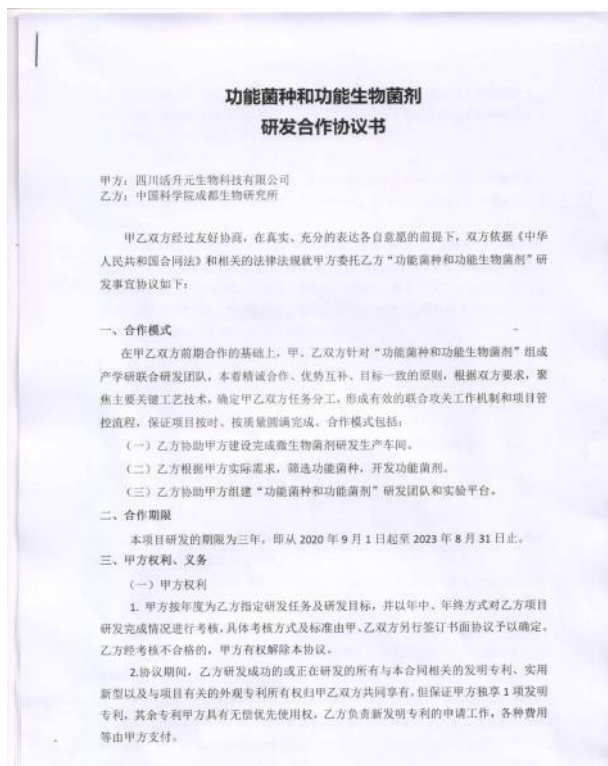 功能菌种和功能生物菌剂
研发合作协议书
甲方：四川活升元生物科技有限公司
乙方：中国科学院成都生物研究所
甲乙双方经过友好协商，在真实、充分的表达各自意愿的前提下，双方依据《中华
人民共和国合同法》和相关的法律法规就甲方委托乙方“功能菌种和功能生物菌剂”研
发事宜协议如下：
一、合作模式
在甲乙双方前期合作的基础上，甲、乙双方针对“功能菌种和功能生物菌剂”组成
产学研联合研发团队，本着精诚合作、优势互补、目标一致的原则，根据双方要求，聚
焦主要关键工艺技术，确定甲乙双方任务分工，形成有效的联合攻关工作机制和项目管
控流程，保证项目按时、按质量圆满完成。合作模式包括：
（一）乙方协助甲方建设完成微生物菌剂研发生产车间。
（二）乙方根据甲方实际需求，筛选功能菌种，开发功能菌剂。
（三）乙方协助甲方组建“功能菌种和功能菌剂”研发团队和实验平台。
二、合作期限
本项目研发的期限为三年，即从 2020 年 9 月 1 日起至 2023 年 8 月 31 日止。
三、甲方权利、义务
（一）甲方权利
1. 甲方按年度为乙方指定研发任务及研发目标，并以年中、年终方式对乙方项目
研发完成情况进行考核，具体考核方式及标准由甲、乙双方另行签订书面协议予以确定。
乙方经考核不合格的，甲方有权解除本协议。
2.协议期间，乙方研发成功的或正在研发的所有与本合同相关的发明专利、实用
新型以及与项目有关的外观专利所有权归甲乙双方共同享有，但保证甲方独享 1 项发明
专利，其余专利甲方具有无偿优先使用权，乙方负责新发明专利的申请工作，各种费用
等由甲方支付。